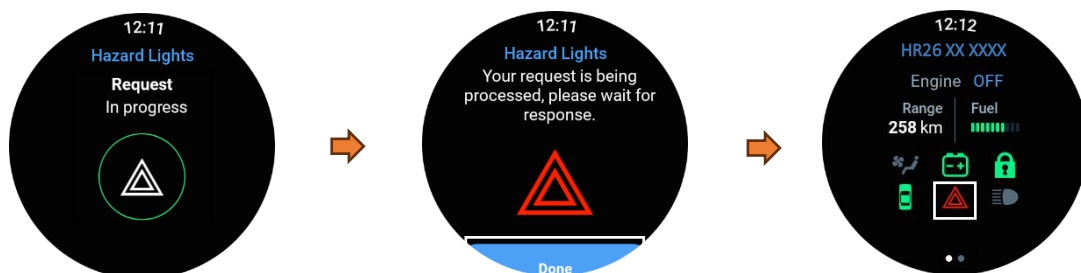 12:11
Hazard Lights
Request
In progress
12:11
Hazard Lights
Your request is being
processed, please wait for
response.
Done
12:12
HR26 XX XXXX
Engine OFF
Range Fuel
258 km